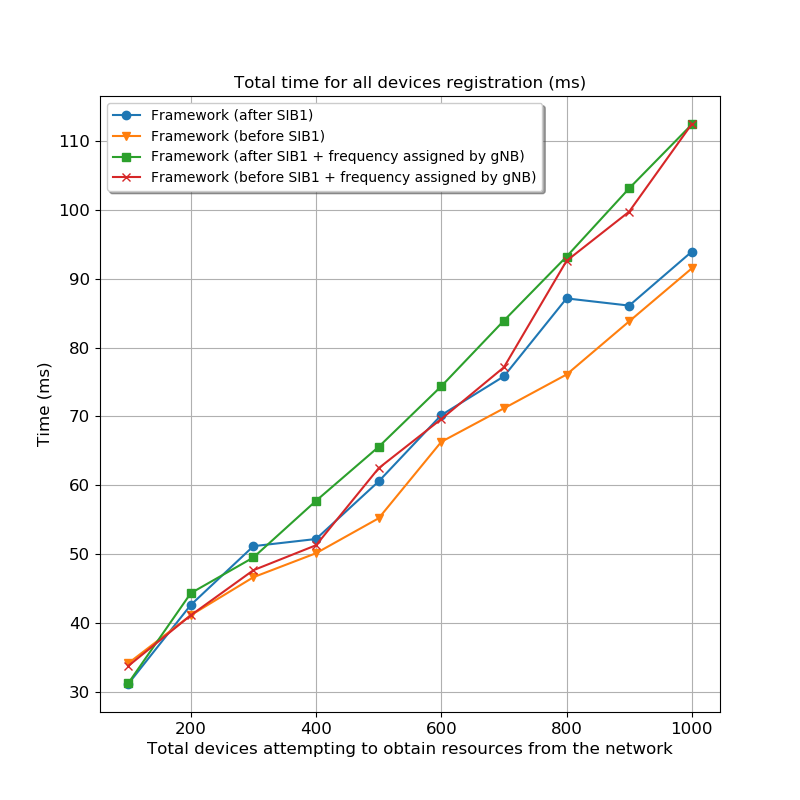 Total time for all devices registration (ms)
Framework (after SIB1)
Framework (before SIB1)
Framework (after SIB1 + frequency assigned by gNB)
Framework (before SIB1 + frequency assigned by gNB)
110
100
90
80
70
60
50
40
30
Time (ms)
200 400 600 800 1000
Total devices attempting to obtain resources from the network